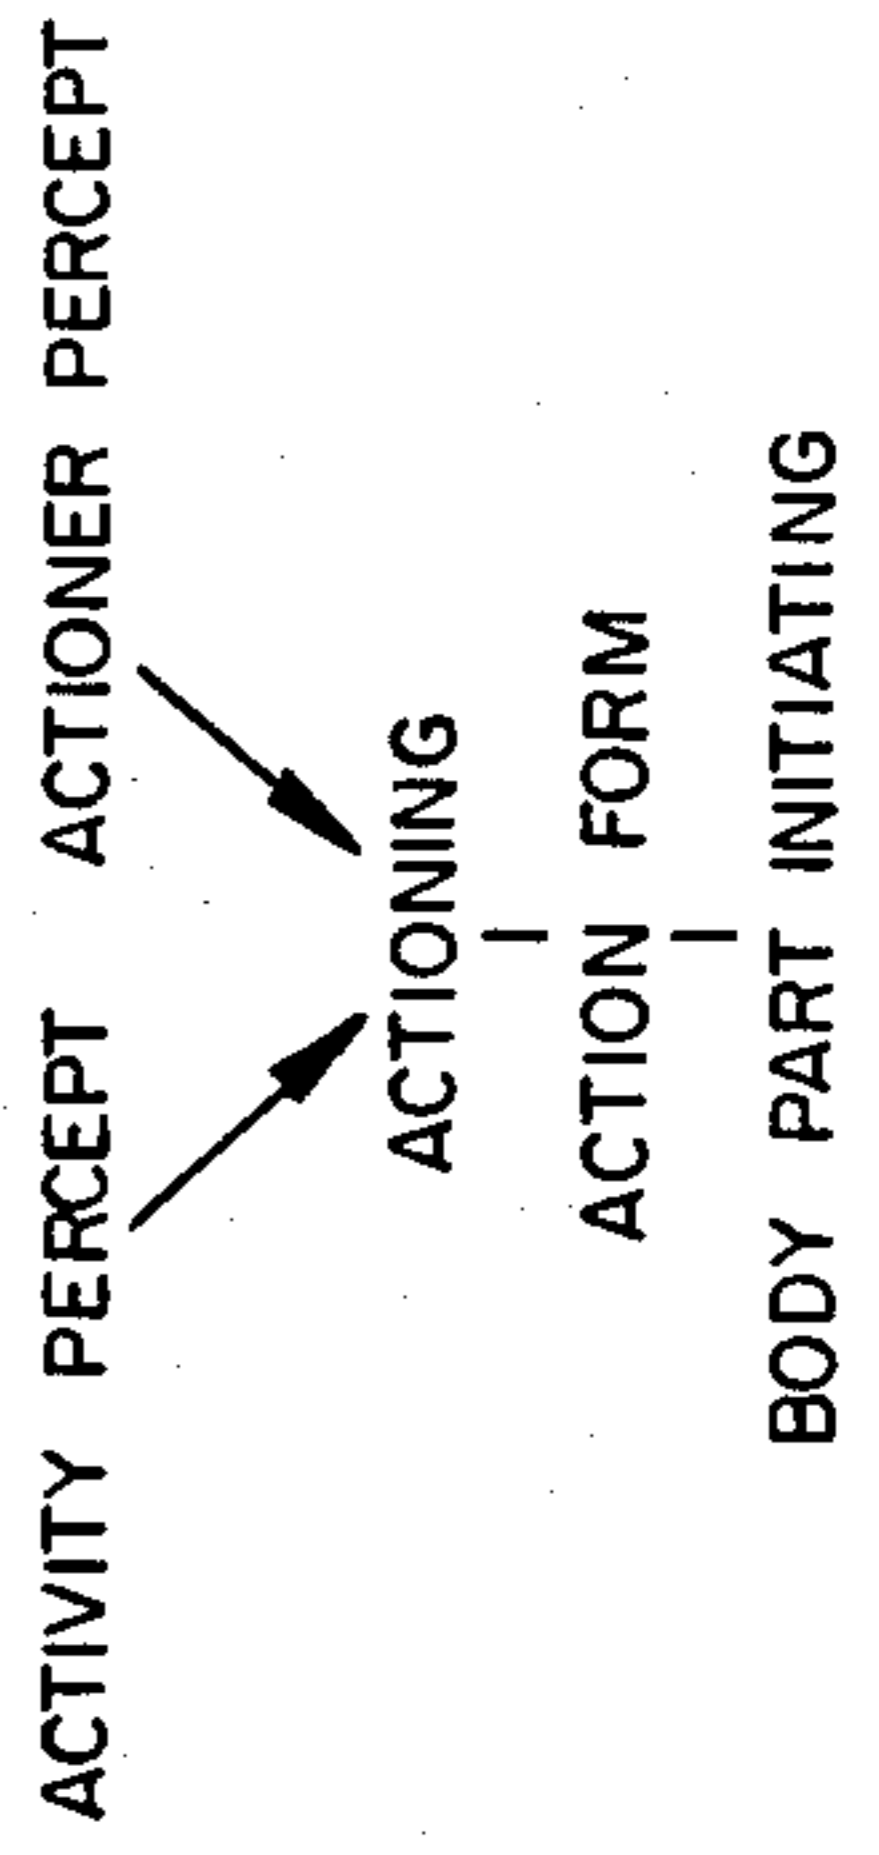 ACTIVITY PERCEPT ACTIONER PERCEPT
ACTIONING
ACTION FORM
BODY PART INITIATING